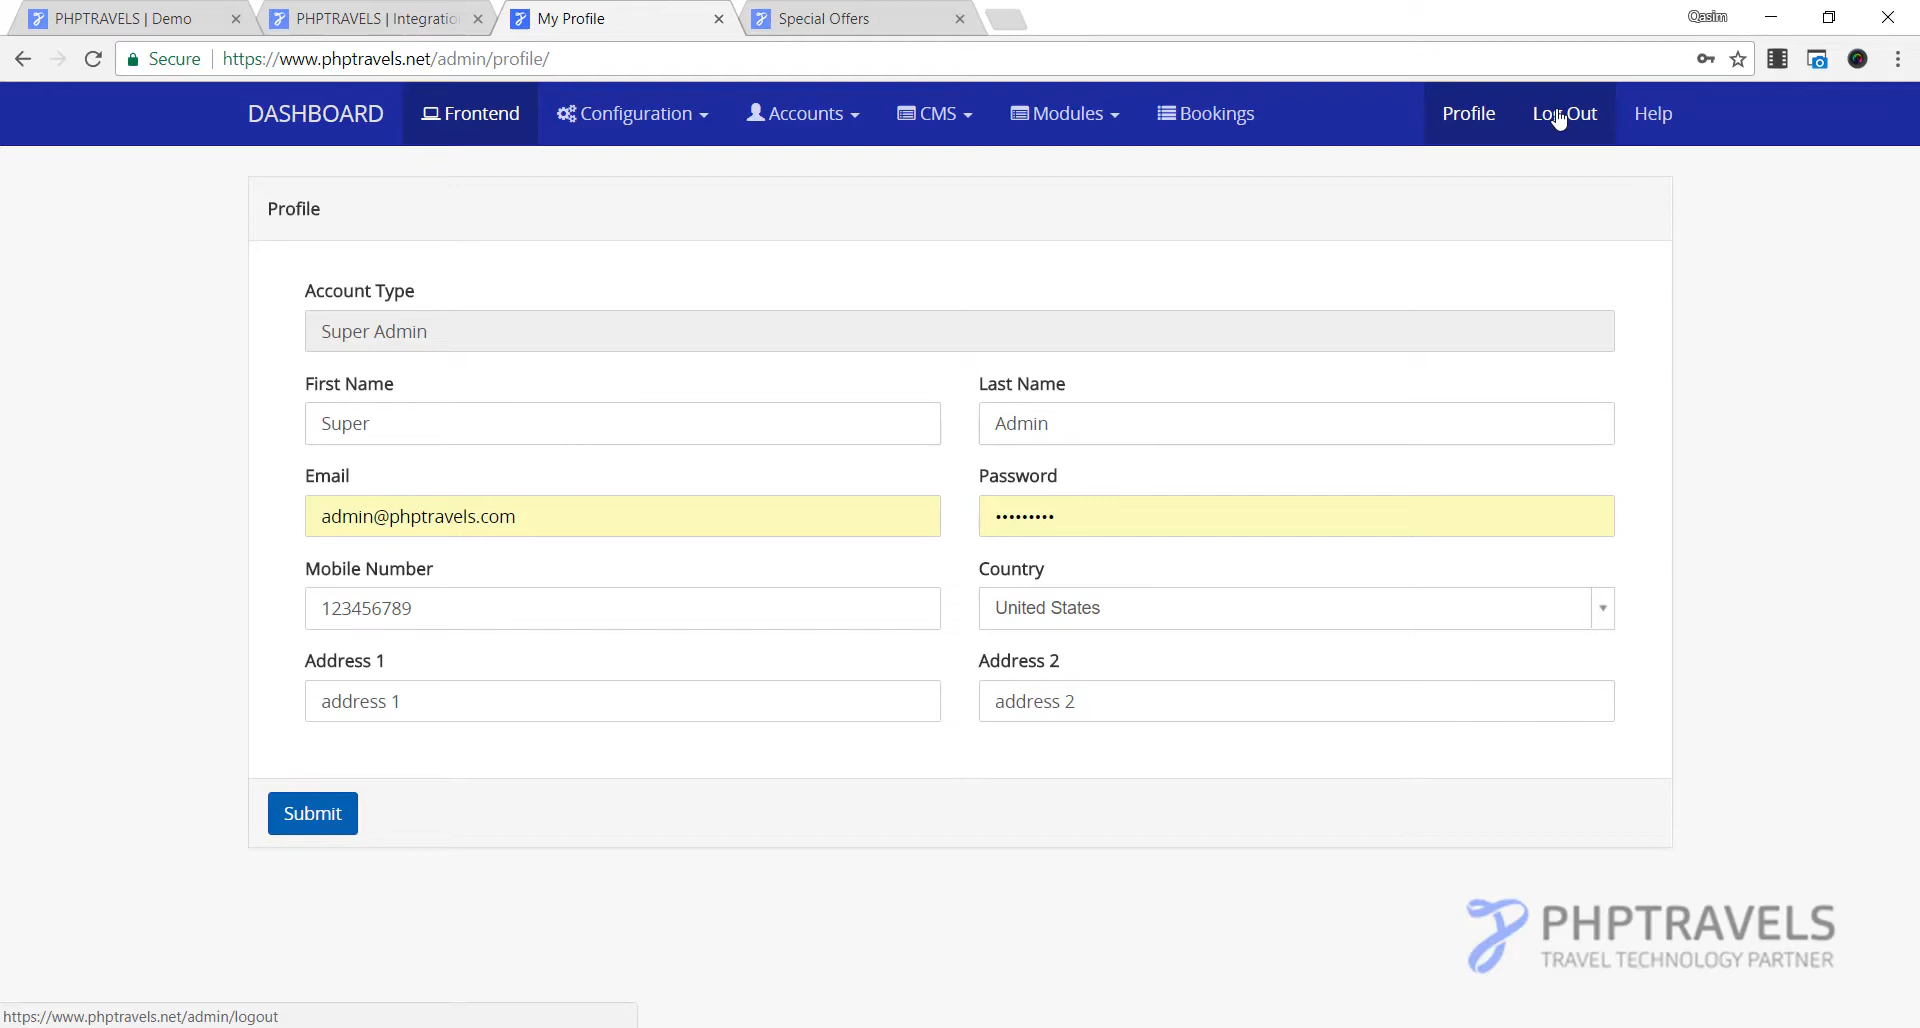 PHPTRAVELS | Demo
PHPTRAVELS | Integratio
My Profile
Special Offers
Qasim
Secure
https://www.phptravels.net/admin/profile/
DASHBOARD
Frontend
Configuration
Accounts
CMS
Modules
Bookings
Profile
Log Out
Help
Profile
Account Type
Super Admin
First Name
Last Name
Super
Admin
Email
Password
admin@phptravels.com
•••••••••
Mobile Number
Country
123456789
United States
Address 1
Address 2
address 1
address 2
Submit
PHPTRAVELS
TRAVEL TECHNOLOGY PARTNER
https://www.phptravels.net/admin/logout